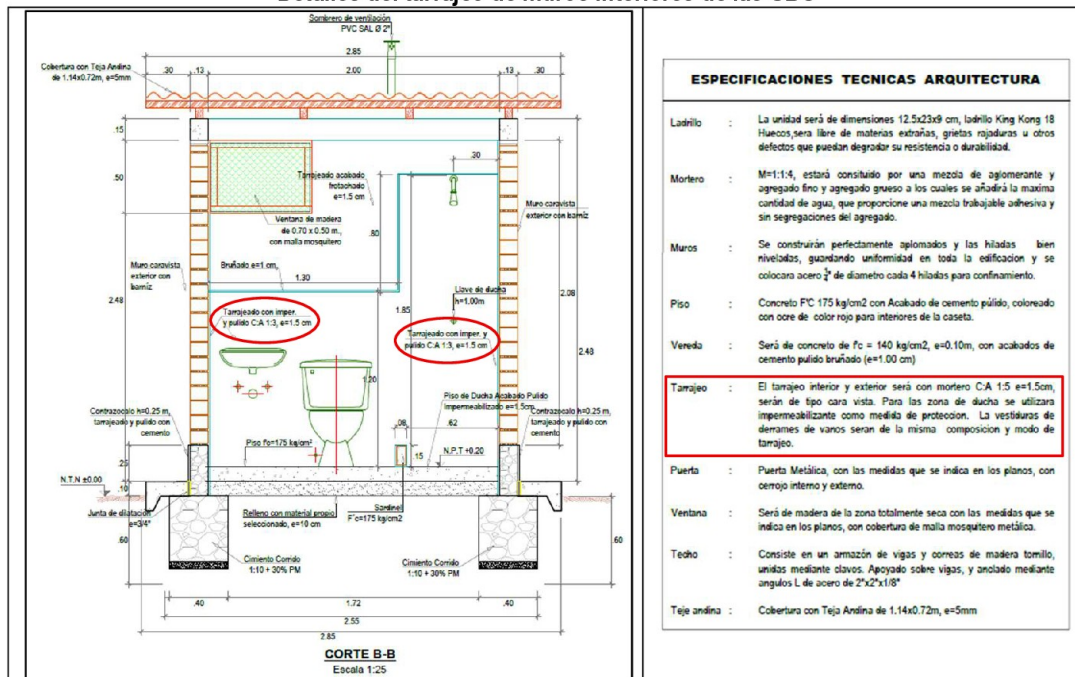 Sombrero de ventilación
PVC SAL Ø 2"
2.85
Cobertura con Teja Andina
de 1.14x0.72m, e=5mm
.30
.13
2.00
.13
.30
.15
.50
.30
Tarrajeado acabado
frotachado
e=1.5 cm
Muro caravista
exterior con barniz
Ventana de madera
de 0.70 x 0.50 m.,
con malla mosquitero
.80
Muro caravista
exterior con
barniz
Bruñado e=1 cm,
1.30
Llave de ducha
h=1.00m
2.48
2.08
1.85
2.48
Tarrajeado con imper.
y pulido C:A 1:3, e=1.5 cm
Tarrajeado con imper. y
pulido C:A 1:3, e=1.5 cm
1.20
Piso de Ducha Acabado Pulido
Impermeabilizado e=1.5cm
Contrazocalo h=0.25 m,
tarrajeado y pulido con
cemento
Contrazocalo h=0.25 m,
tarrajeado y pulido con
cemento
.08
.62
Piso f'c=175 kg/cm²
N.P.T +0.20
.25
.15
N.T.N ±0.00
.10
Junta de dilatación
e=3/4"
Relleno con material propio
seleccionado, e=10 cm
Sardinel
F'c=175 kg/cm2
.60
.60
Cimiento Corrido
1:10 + 30% PM
Cimiento Corrido
1:10 + 30% PM
.40
1.72
.40
2.55
2.85
CORTE B-B
Escala 1:25
ESPECIFICACIONES TECNICAS ARQUITECTURA
Ladrillo : La unidad será de dimensiones 12.5x23x9 cm, ladrillo King Kong 18
Huecos,sera libre de materias extrañas, grietas rajaduras u otros
defectos que puedan degradar su resistencia o durabilidad.
Mortero : M=1:1:4, estará consituido por una mezcla de aglomerante y
agregado fino y agregado grueso a los cuales se añadirá la maxima
cantidad de agua, que proporcione una mezcla trabajable adhesiva y
sin segregaciones del agregado.
Muros : Se construirán perfectamente aplomados y las hiladas bien
niveladas, guardando uniformidad en toda la edificacion y se
colocara acero de diametro cada 4 hiladas para confinamiento.
Piso : Concreto F'C 175 kg/cm2 con Acabado de cemento púlido, coloreado
con ocre de color rojo para interiores de la caseta.
Vereda : Será de concreto de f'c = 140 kg/cm2, e=0.10m, con acabados de
cemento pulido bruñado (e=1.00 cm)
Tarrajeo : El tarrajeo interior y exterior será con mortero C:A 1:5 e=1.5cm,
serán de tipo cara vista. Para las zona de ducha se utilizara
impermeabilizante como medida de proteccion. La vestiduras de
derrames de vanos seran de la misma composicion y modo de
tarrajeo.
Puerta : Puerta Metálica, con las medidas que se indica en los planos, con
cerrojo interno y externo.
Ventana : Será de madera de la zona totalmente seca con las medidas que se
indica en los planos, con cobertura de malla mosquitero metálica.
Techo : Consiste en un armazón de vigas y correas de madera tornillo,
unidas mediante clavos. Apoyado sobre vigas, y anclado mediante
angulos L de acero de 2"x2"x1/8"
Teje andina : Cobertura con Teja Andina de 1.14x0.72m, e=5mm